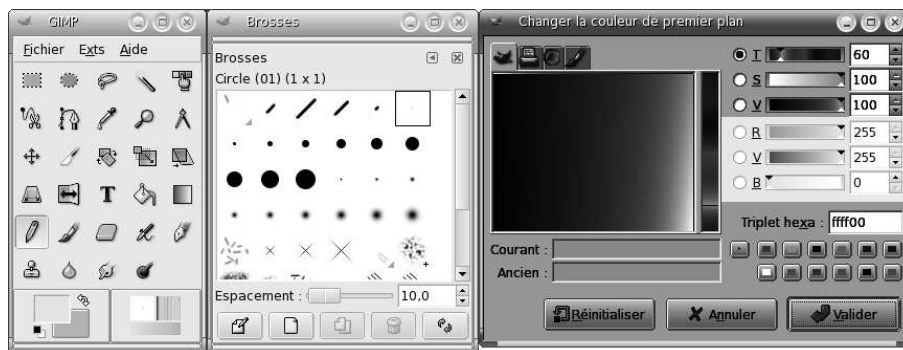 GIMP
Fichier Exts Aide
T
Brosses
Brosses
Circle (01) (1 x 1)
Espacement : 10,0
Changer la couleur de premier plan
T 60
S 100
V 100
R 255
V 255
B 0
Triplet hexa : ffff00
Courant :
Ancien :
Réinitialiser Annuler Valider